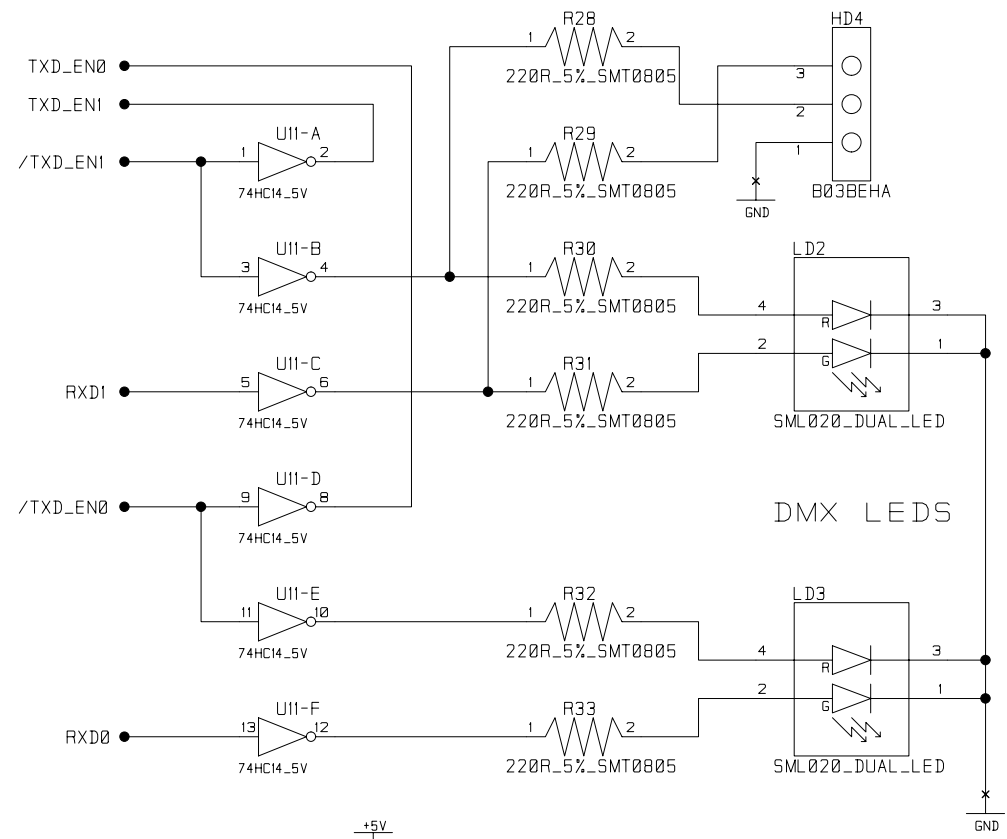 R28
HD4
1 2
220R_5%_SMT0805
TXD_EN0
3
TXD_EN1
2
U11-A
R29
/TXD_EN1
1 2
1 2
1
74HC14_5V
220R_5%_SMT0805
B03BEHA
GND
U11-B
R30
LD2
3 4
1 2
74HC14_5V
220R_5%_SMT0805
4 R 3
2 G 1
U11-C
R31
RXD1
5 6
1 2
74HC14_5V
220R_5%_SMT0805
SML020_DUAL_LED
U11-D
/TXD_EN0
9 8
DMX LEDS
74HC14_5V
U11-E
R32
LD3
11 10
1 2
74HC14_5V
220R_5%_SMT0805
4 R 3
2 G 1
U11-F
R33
RXD0
13 12
1 2
74HC14_5V
220R_5%_SMT0805
SML020_DUAL_LED
+5V
GND